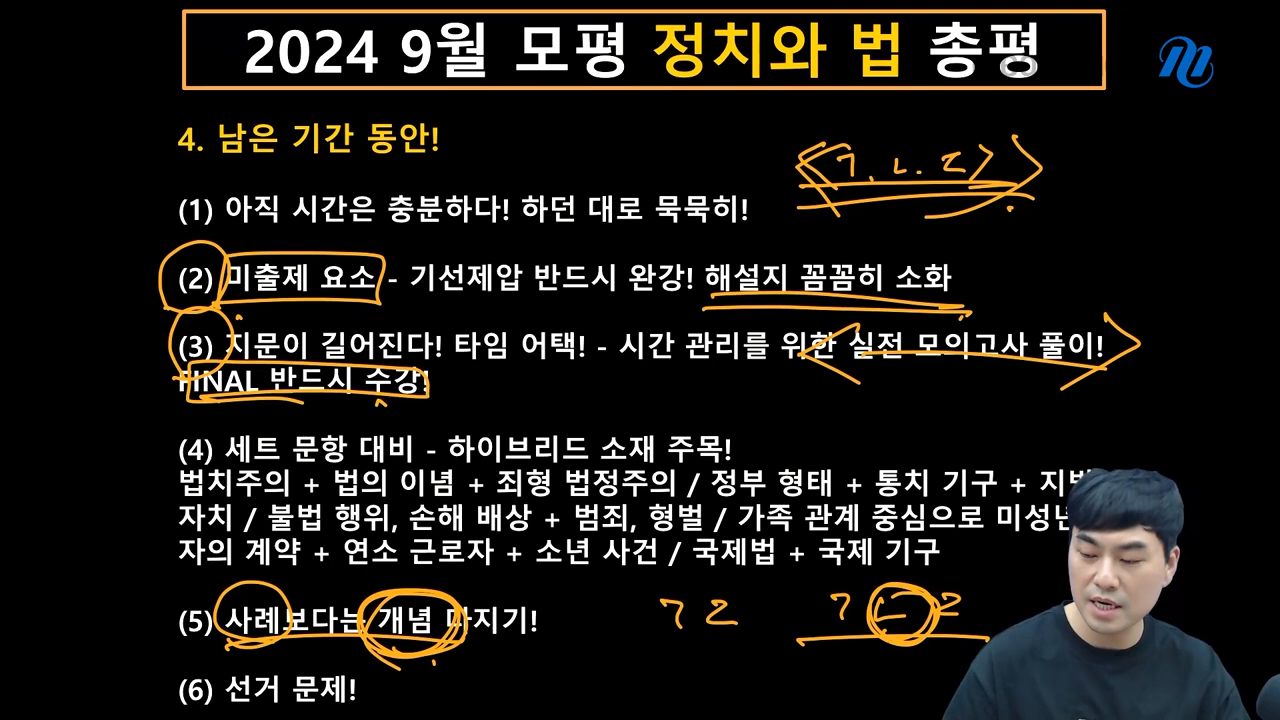 2024 9월 모평 정치와 법 총평
4. 남은 기간 동안!
<ㄱ, ㄴ, ㄷ>
(1) 아직 시간은 충분하다! 하던 대로 묵묵히!
(2) 미출제 요소 - 기선제압 반드시 완강! 해설지 꼼꼼히 소화
(3) 지문이 길어진다! 타임 어택! - 시간 관리를 위한 실전 모의고사 풀이!
FINAL 반드시 수강!
(4) 세트 문항 대비 - 하이브리드 소재 주목!
법치주의 + 법의 이념 + 죄형 법정주의 / 정부 형태 + 통치 기구 + 지방
자치 / 불법 행위, 손해 배상 + 범죄, 형벌 / 가족 관계 중심으로 미성년
자의 계약 + 연소 근로자 + 소년 사건 / 국제법 + 국제 기구
(5) 사례보다는 개념 다지기!
(6) 선거 문제!